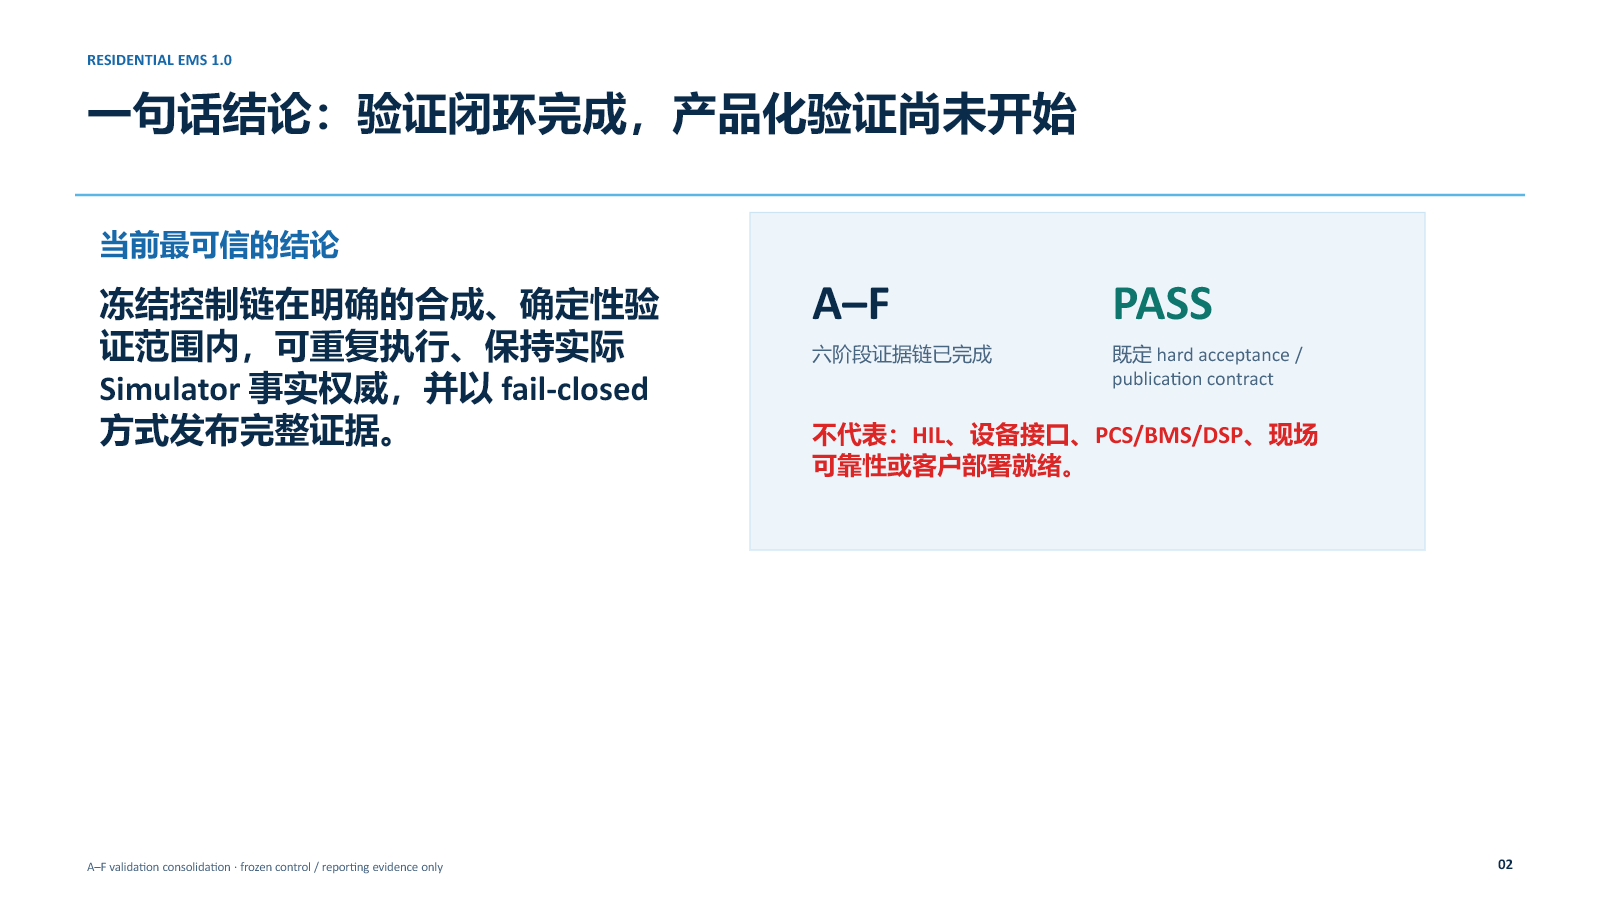 RESIDENTIAL EMS 1.0
一句话结论：验证闭环完成，产品化验证尚未开始
当前最可信的结论
冻结控制链在明确的合成、确定性验
证范围内，可重复执行、保持实际
Simulator 事实权威，并以 fail-closed
方式发布完整证据。
A–F
六阶段证据链已完成
PASS
既定 hard acceptance /
publication contract
不代表：HIL、设备接口、PCS/BMS/DSP、现场
可靠性或客户部署就绪。
A–F validation consolidation · frozen control / reporting evidence only
02